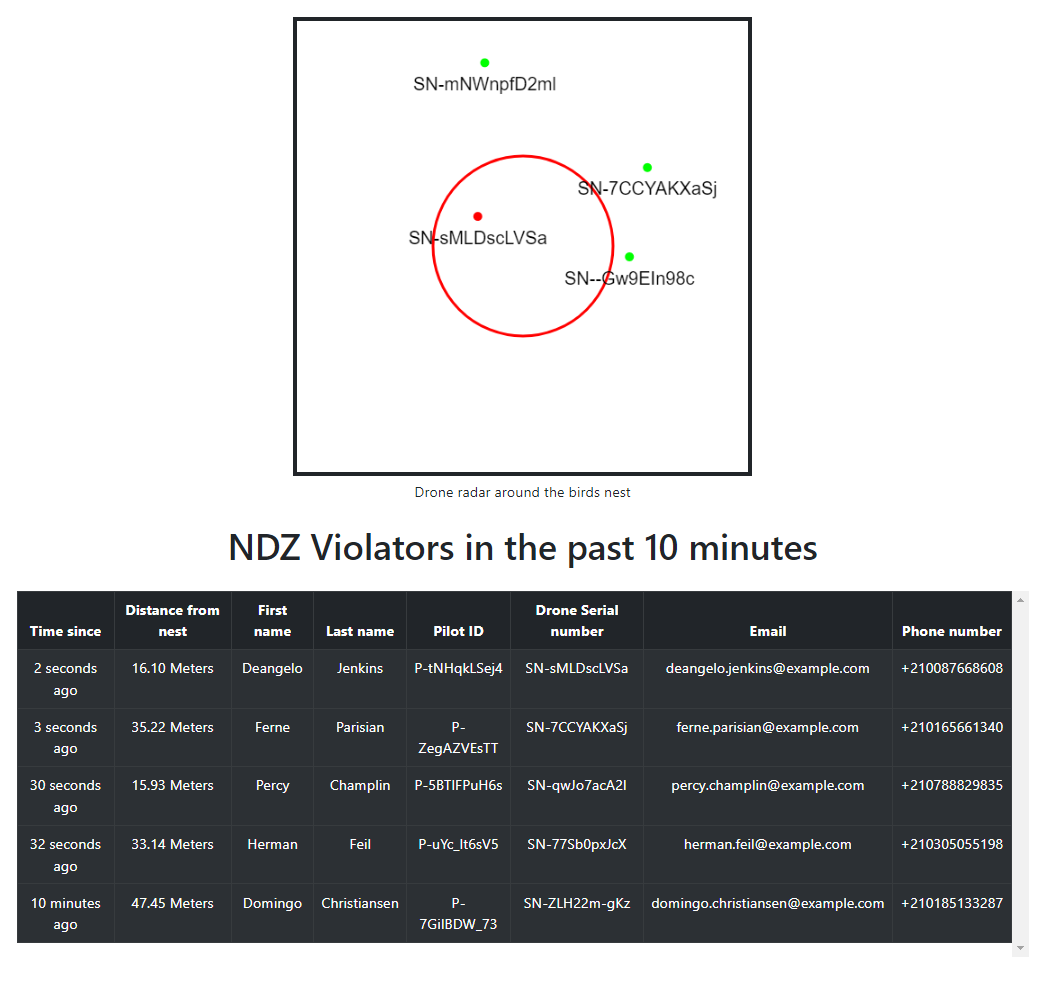 SN-mNWnpfD2ml
SN-7CCYAKXaSj
SN-sMLDscLVSa
SN--Gw9EIn98c
Drone radar around the birds nest
NDZ Violators in the past 10 minutes
Time since Distance from nest First name Last name Pilot ID Drone Serial number Email Phone number
2 seconds ago 16.10 Meters Deangelo Jenkins P-tNHqkLSej4 SN-sMLDscLVSa deangelo.jenkins@example.com +210087668608
3 seconds ago 35.22 Meters Ferne Parisian P-ZegAZVEsTT SN-7CCYAKXaSj ferne.parisian@example.com +210165661340
30 seconds ago 15.93 Meters Percy Champlin P-5BTIFPuH6s SN-qwJo7acA2I percy.champlin@example.com +210788829835
32 seconds ago 33.14 Meters Herman Feil P-uYc_It6sV5 SN-77Sb0pxJcX herman.feil@example.com +210305055198
10 minutes ago 47.45 Meters Domingo Christiansen P-7GilBDW_73 SN-ZLH22m-gKz domingo.christiansen@example.com +210185133287